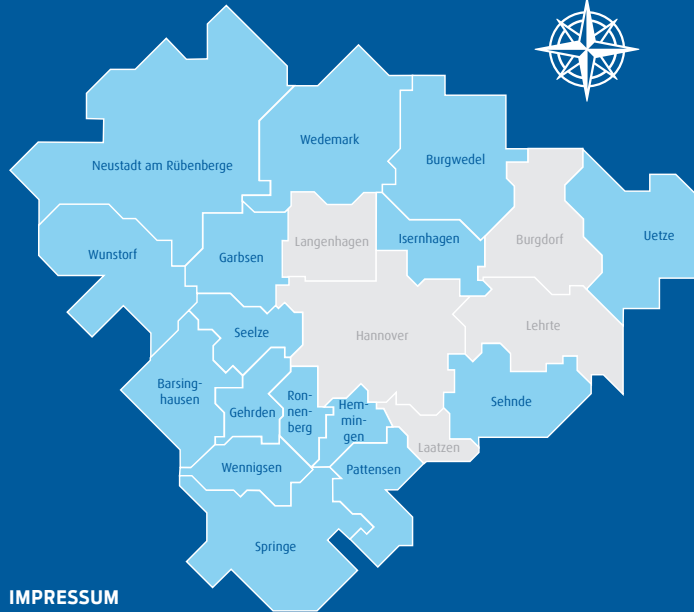 Wedemark
Neustadt am Rübenberge
Burgwedel
Langenhagen
Isernhagen
Burgdorf
Uetze
Wunstorf
Garbsen
Seelze
Hannover
Lehrte
Barsing-
hausen
Gehrden
Ron-
nen-
berg
Hem-
min-
gen
Sehnde
Laatzen
Wennigsen
Pattensen
Springe
IMPRESSUM